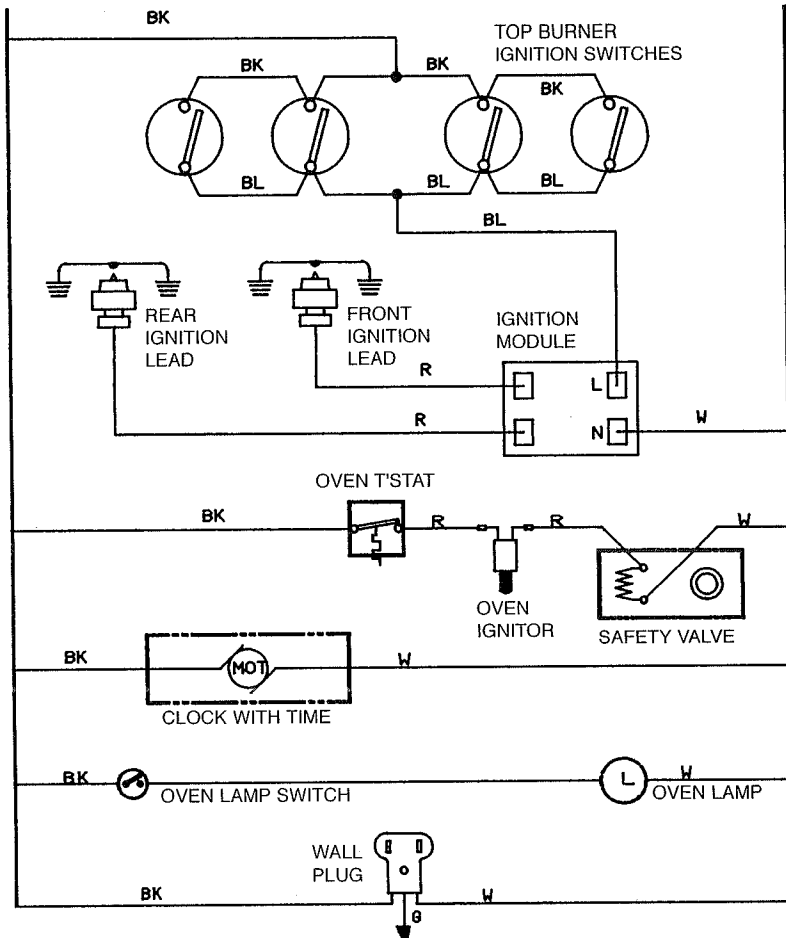 BK
TOP BURNER
IGNITION SWITCHES
BK
BK
BK
BL
BL
BL
BL
REAR
IGNITION
LEAD
FRONT
IGNITION
LEAD
IGNITION
MODULE
R
L
R
N
W
OVEN T'STAT
BK
R
R
W
OVEN
IGNITOR
SAFETY VALVE
BK
MOT
W
CLOCK WITH TIME
BK
L
W
OVEN LAMP SWITCH
OVEN LAMP
WALL
PLUG
BK
W
G